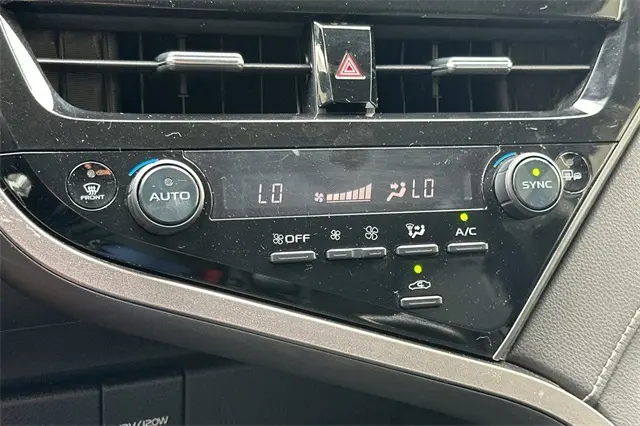 FRONT
AUTO
LO
LO
SYNC
OFF
A/C
12V/120W